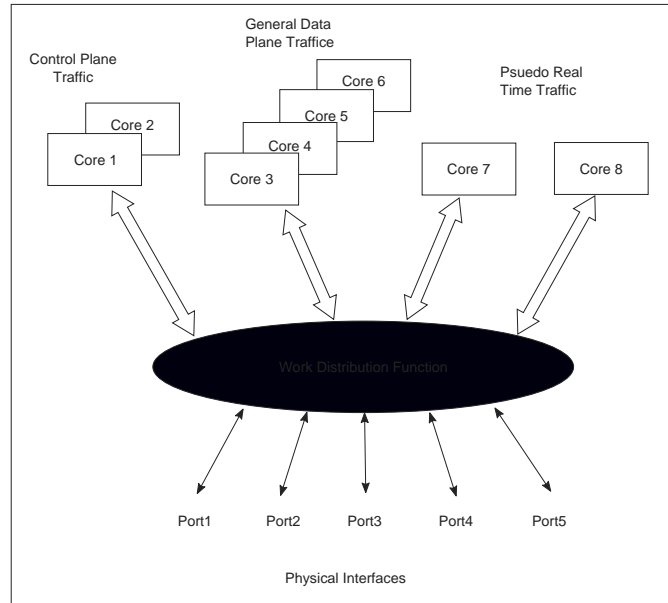 Control Plane
Traffic
General Data
Plane Traffice
Psuedo Real
Time Traffic
Core 6
Core 5
Core 2
Core 4
Core 1
Core 3
Core 7
Core 8
Work Distribution Function
Port1
Port2
Port3
Port4
Port5
Physical Interfaces